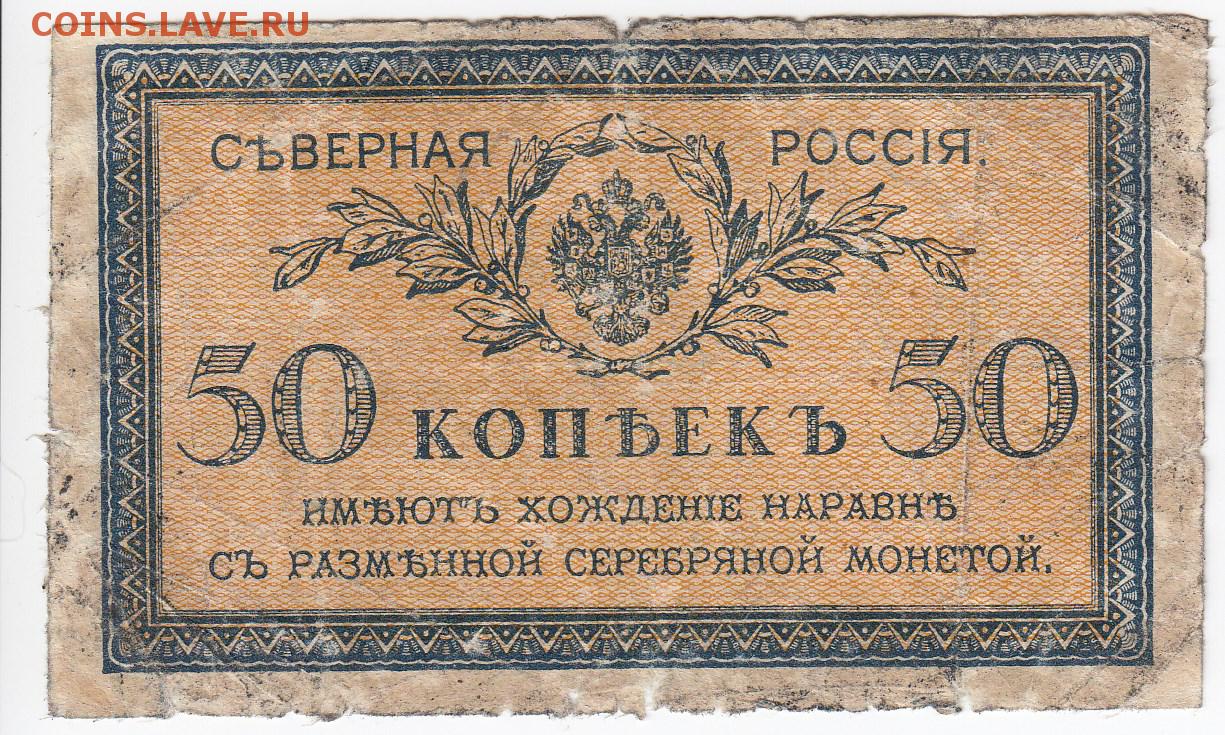 COINS.LAVE.RU
СѢВЕРНАЯ РОССІЯ.
50 КОПѢЕКЪ 50
ИМѢЮТЪ ХОЖДЕНІЕ НАРАВНѢ
СЪ РАЗМѢННОЙ СЕРЕБРЯНОЙ МОНЕТОЙ.